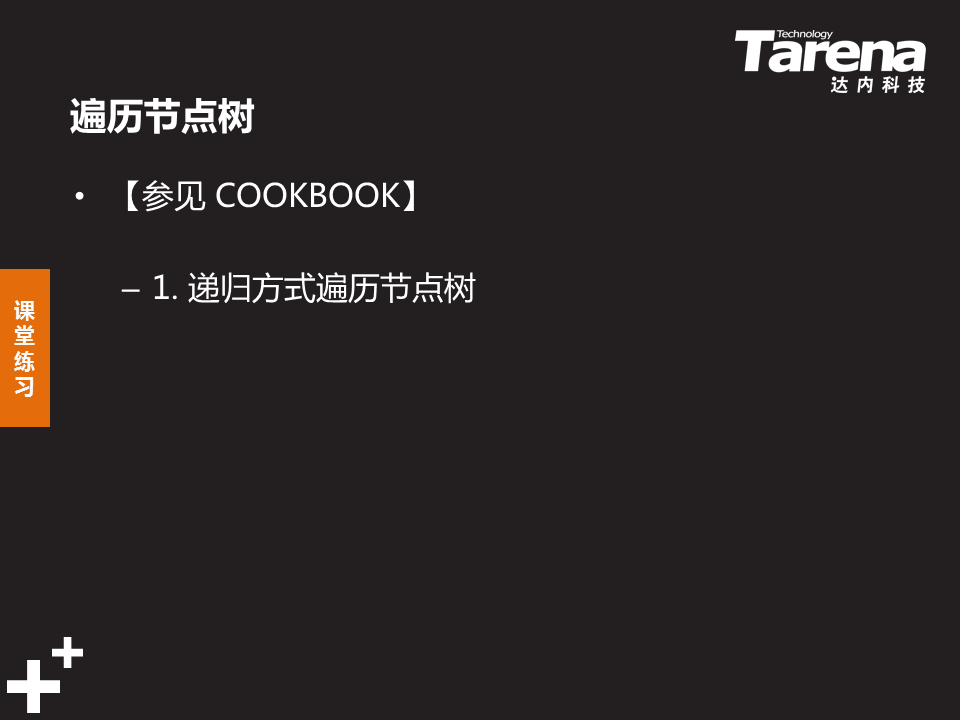 Technology
Tarena
达内科技
遍历节点树
• 【参见 COOKBOOK】
– 1. 递归方式遍历节点树
课
堂
练
习